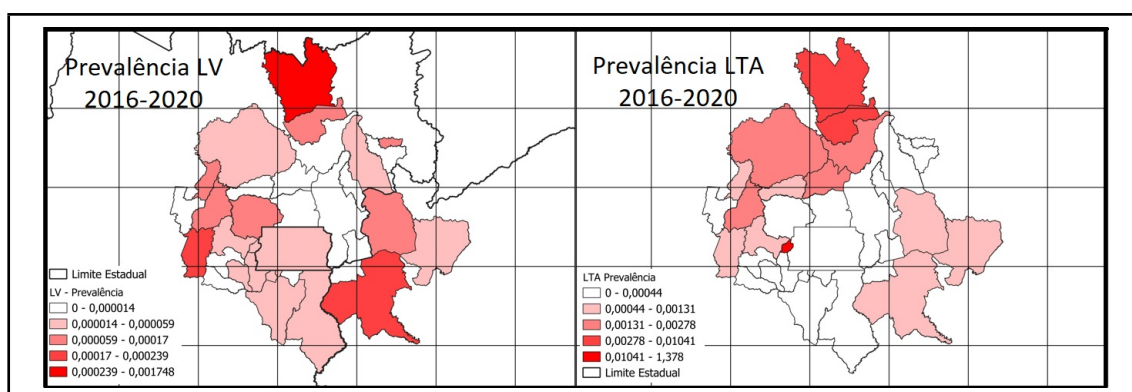 Prevalência LV
2016-2020
Limite Estadual
LV - Prevalência
0 - 0,000014
0,000014 - 0,000059
0,000059 - 0,00017
0,00017 - 0,000239
0,000239 - 0,001748
Prevalência LTA
2016-2020
LTA Prevalência
0 - 0,00044
0,00044 - 0,00131
0,00131 - 0,00278
0,00278 - 0,01041
0,01041 - 1,378
Limite Estadual